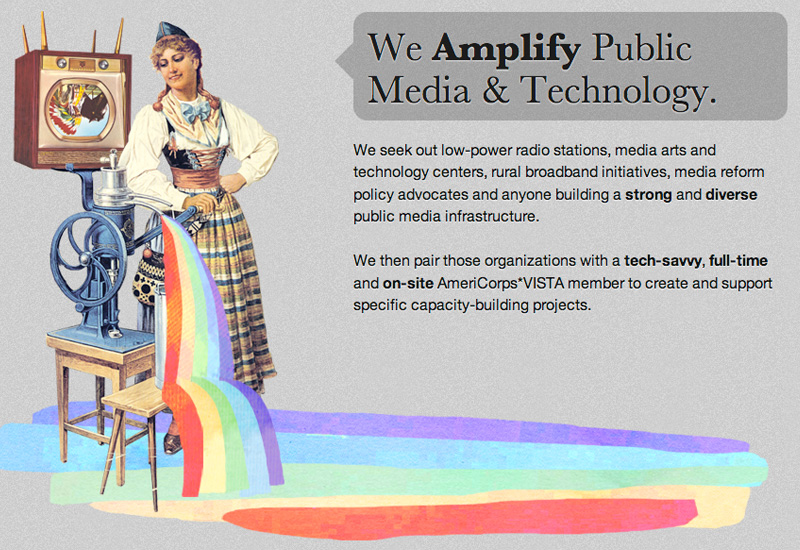 We Amplify Public
Media & Technology.
We seek out low-power radio stations, media arts and
technology centers, rural broadband initiatives, media reform
policy advocates and anyone building a strong and diverse
public media infrastructure.
We then pair those organizations with a tech-savvy, full-time
and on-site AmeriCorps*VISTA member to create and support
specific capacity-building projects.